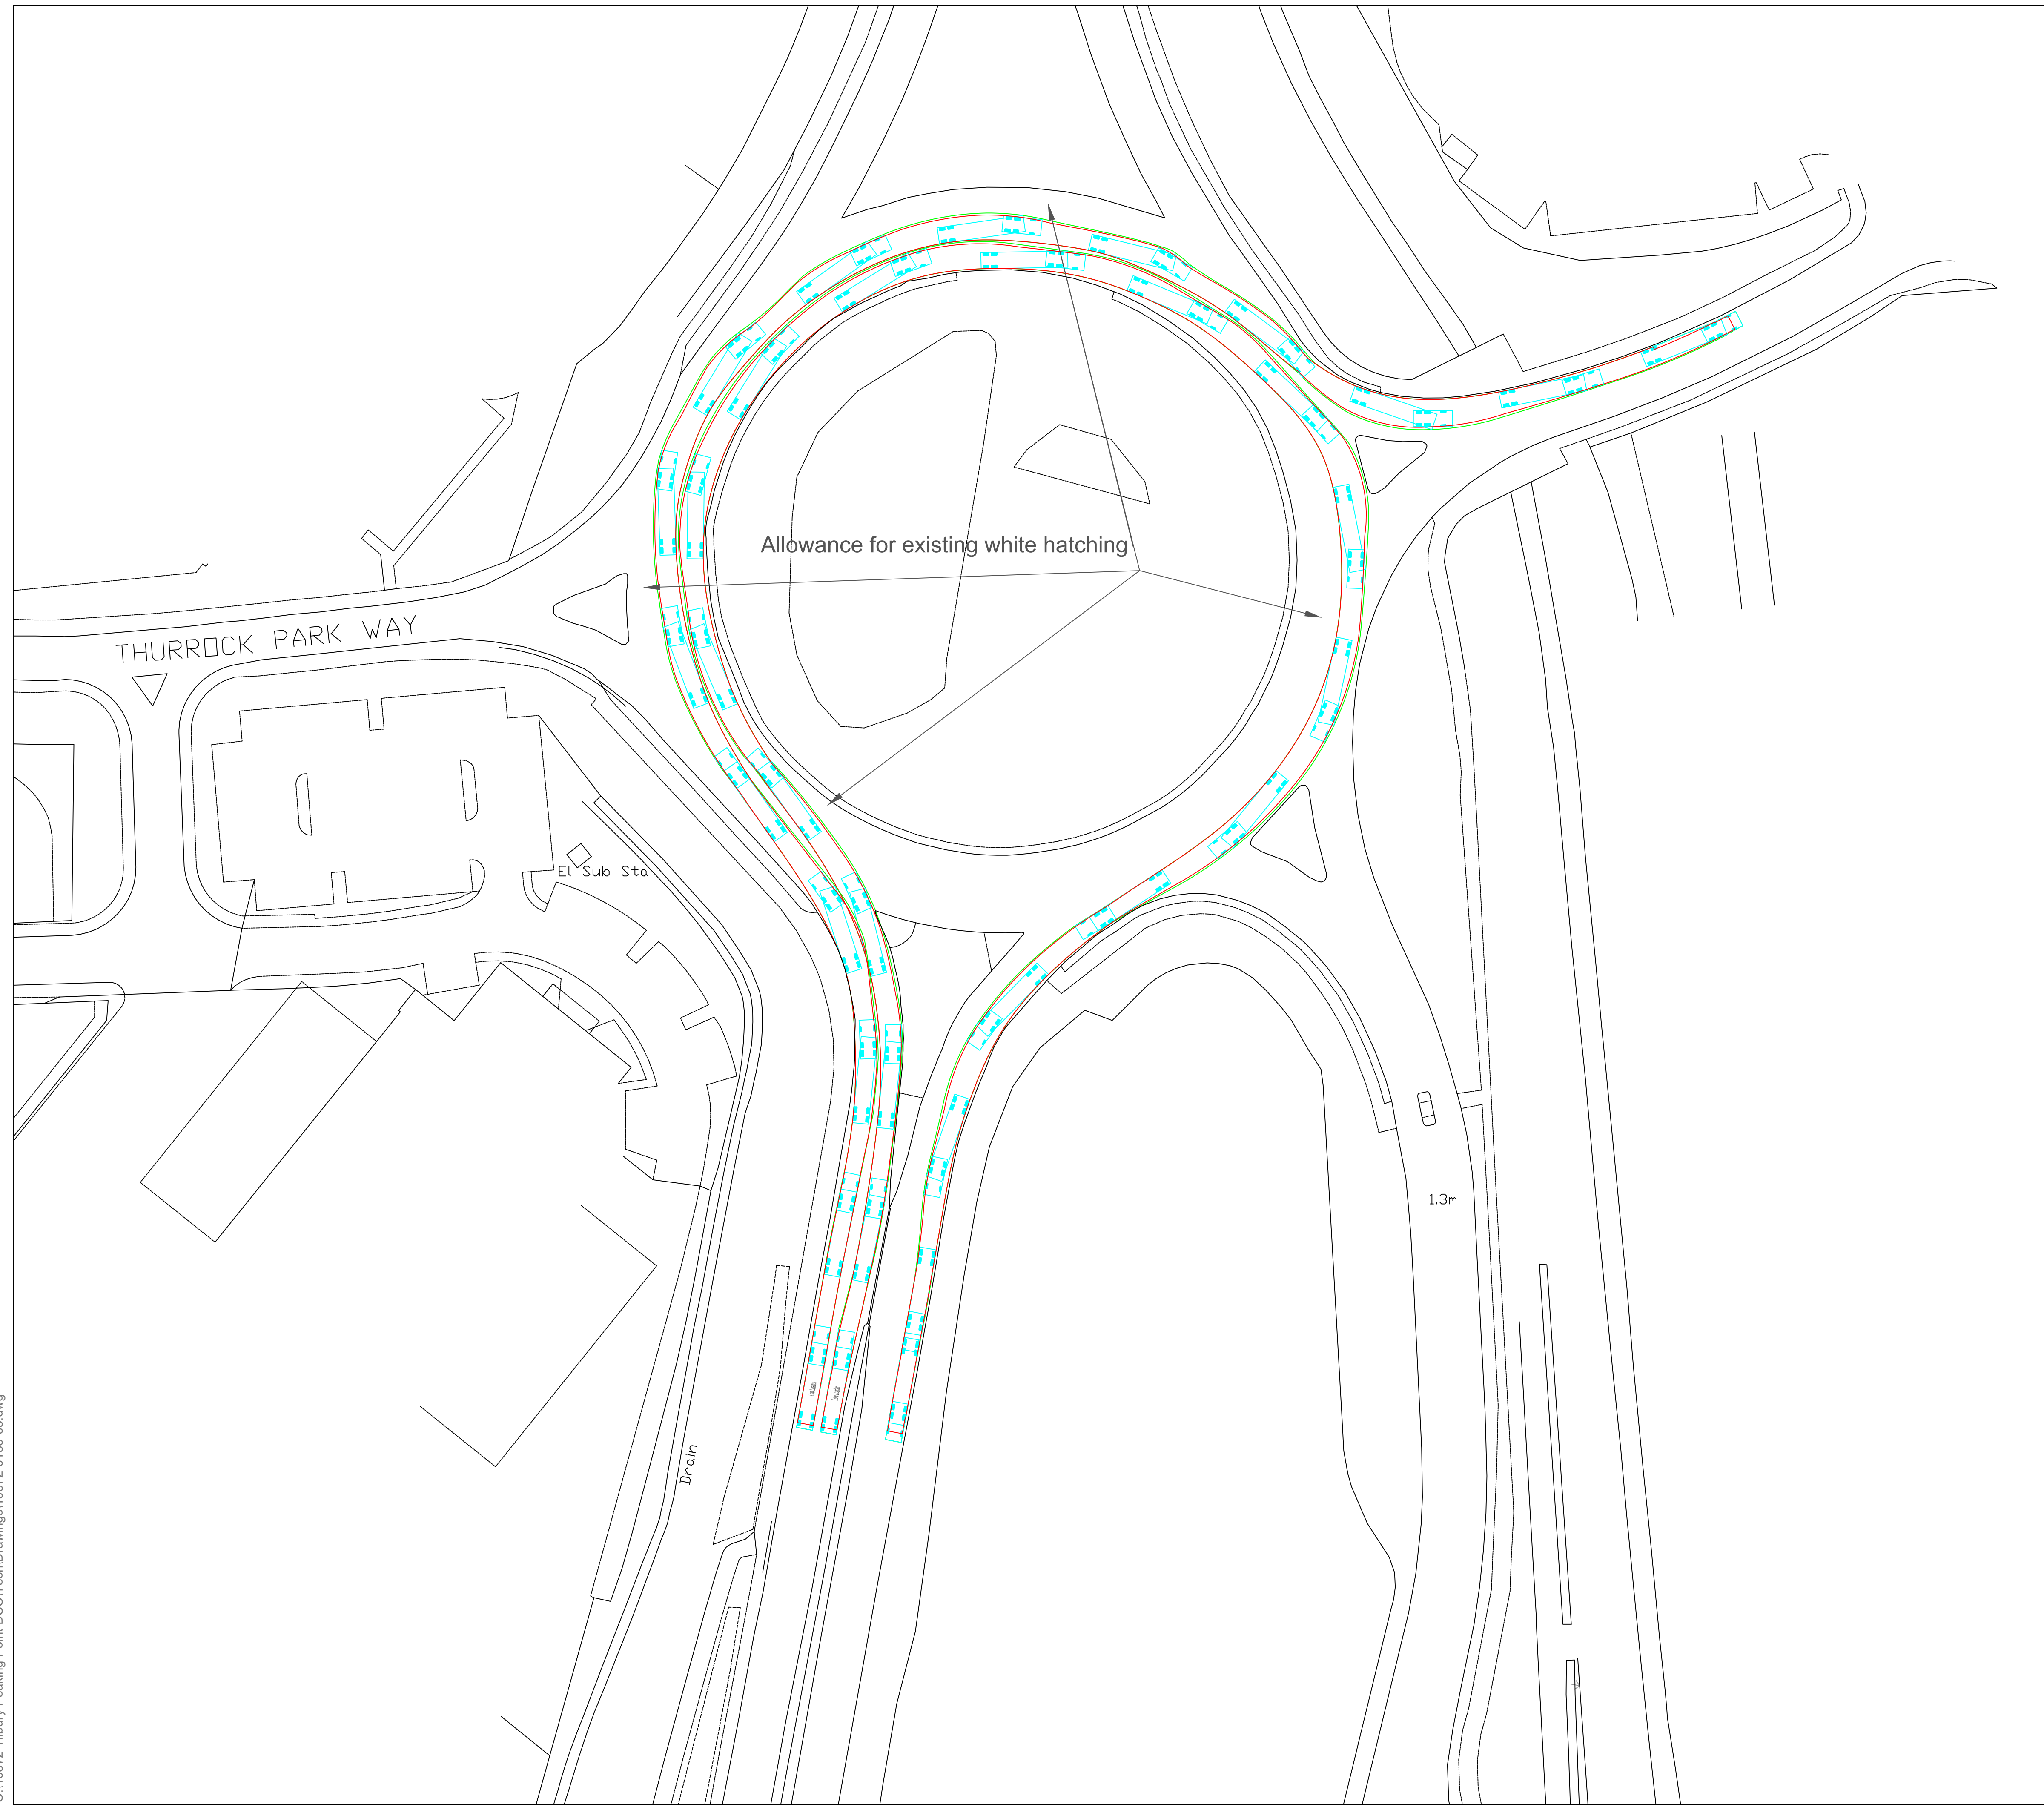 Allowance for existing white hatching
THURROCK PARK WAY
El Sub Sta
1.3m
Drain